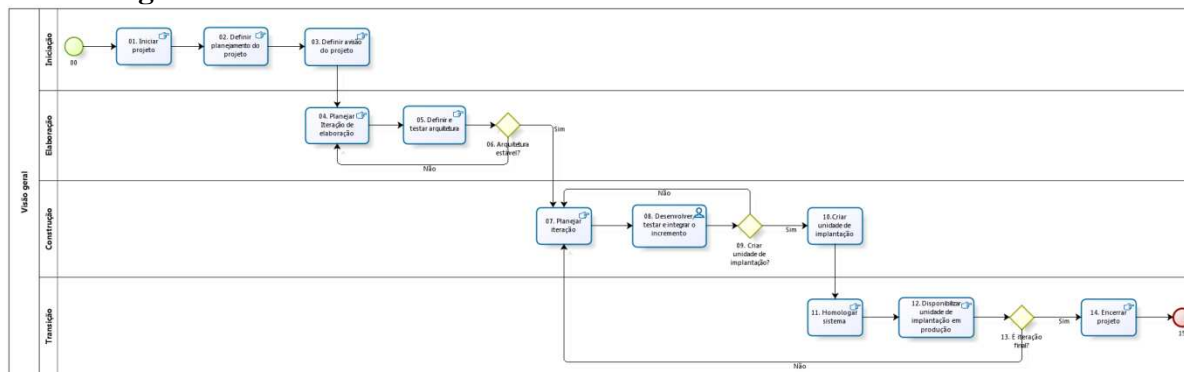 Visão geral
Iniciação
00
01. Iniciar
projeto
02. Definir
planejamento do
projeto
03. Definir a visão
do projeto
Elaboração
04. Planejar
Iteração de
elaboração
05. Definir e
testar arquitetura
06. Arquitetura
estável?
Sim
Não
Construção
07. Planejar
iteração
08. Desenvolver,
testar e integrar o
incremento
09. Criar
unidade de
implantação?
Não
Sim
10.Criar
unidade de
implantação
Transição
11. Homologar
sistema
12. Disponibilizar
unidade de
implantação em
produção
13. É iteração
final?
Sim
Não
14. Encerrar
projeto